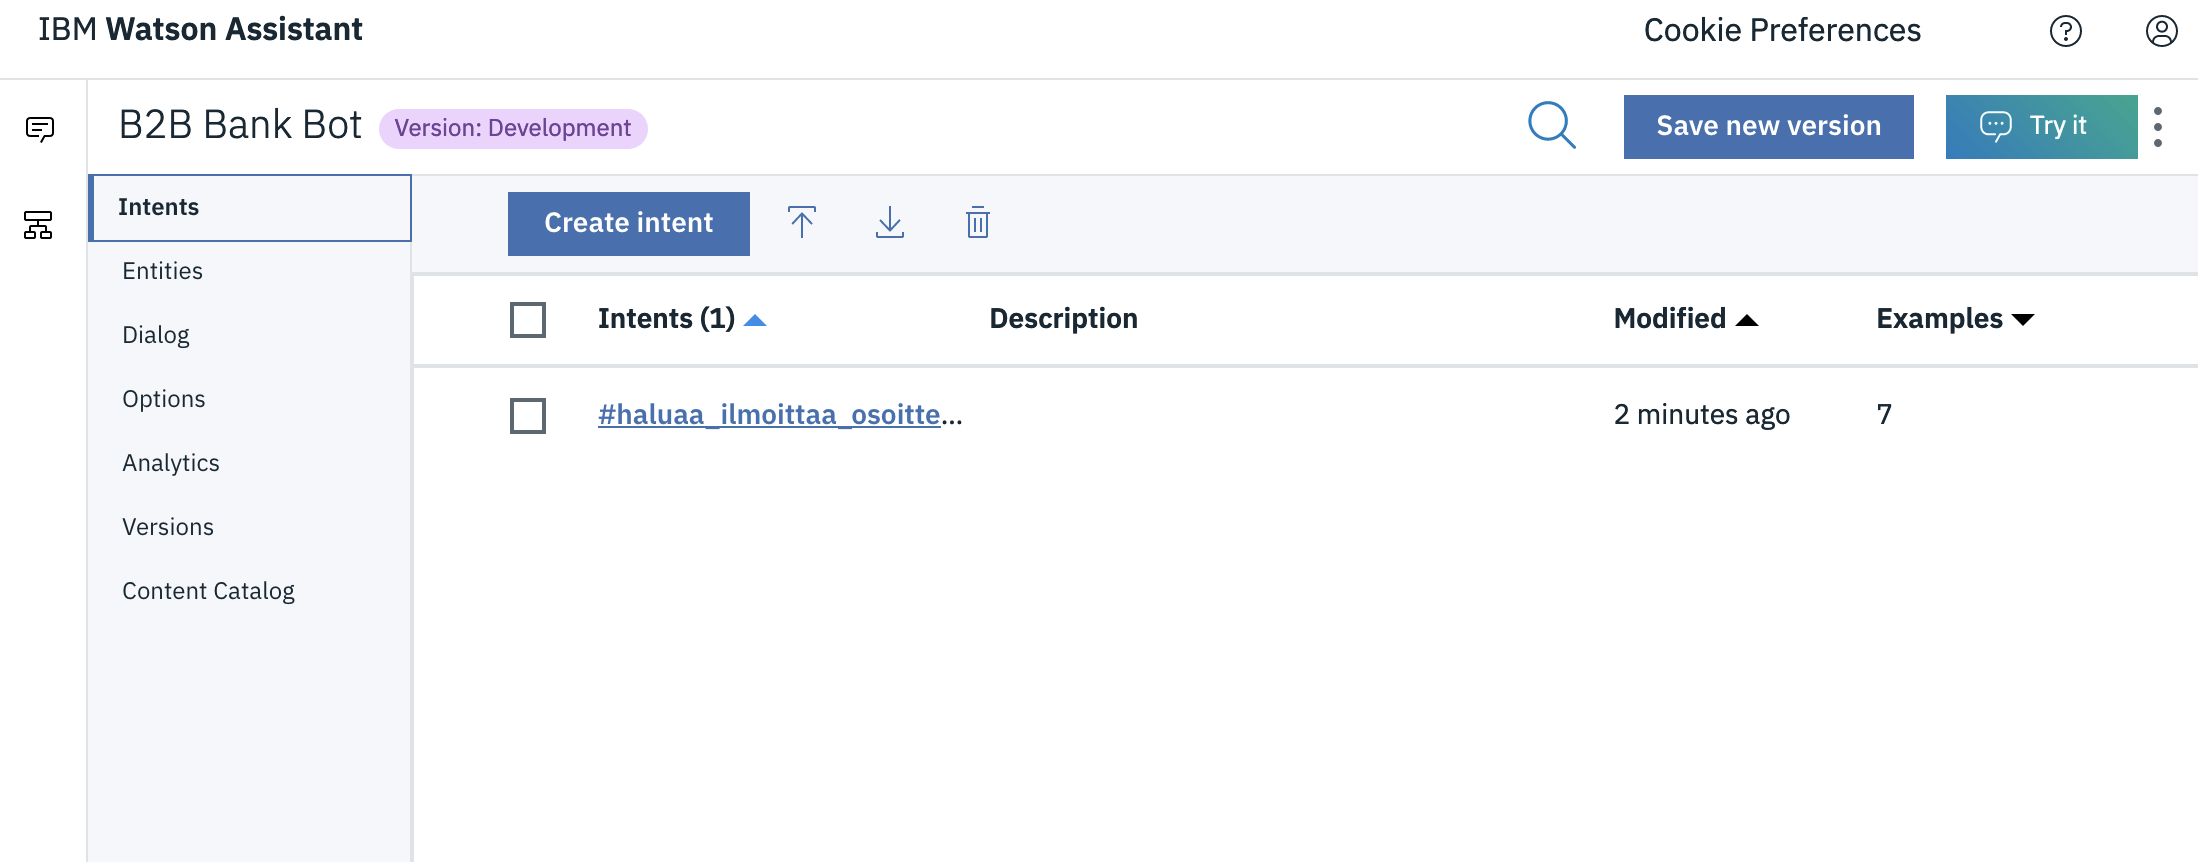 IBM Watson Assistant
Cookie Preferences
B2B Bank Bot Version: Development
Save new version
Try it
Intents
Entities
Dialog
Options
Analytics
Versions
Content Catalog
Create intent
Intents (1) Description Modified Examples
#haluaa_ilmoittaa_osoitte... 2 minutes ago 7